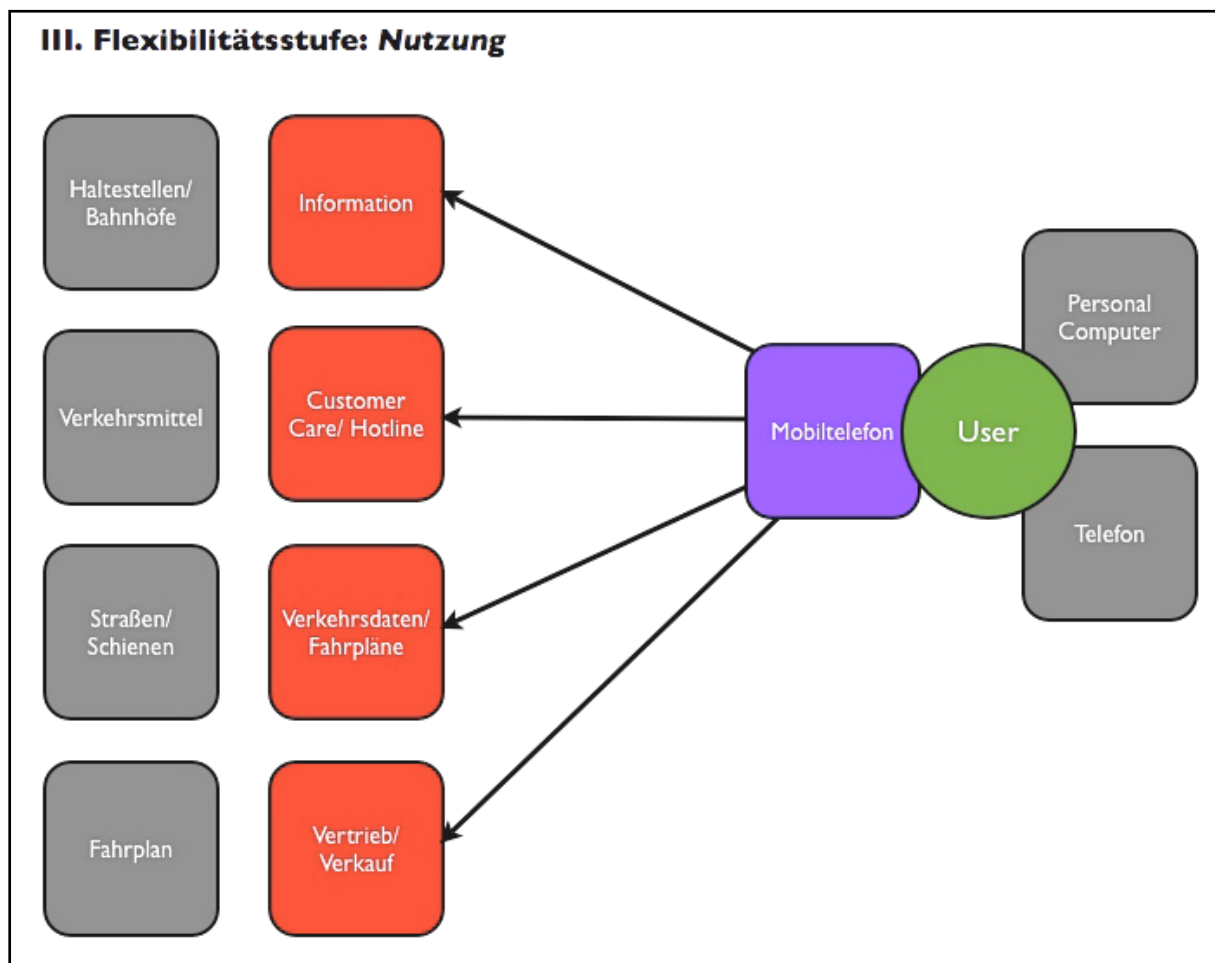 III. Flexibilitätsstufe: Nutzung
Haltestellen/
Bahnhöfe
Information
Personal
Computer
Verkehrsmittel
Customer
Care/ Hotline
Mobiltelefon
User
Telefon
Straßen/
Schienen
Verkehrsdaten/
Fahrpläne
Fahrplan
Vertrieb/
Verkauf